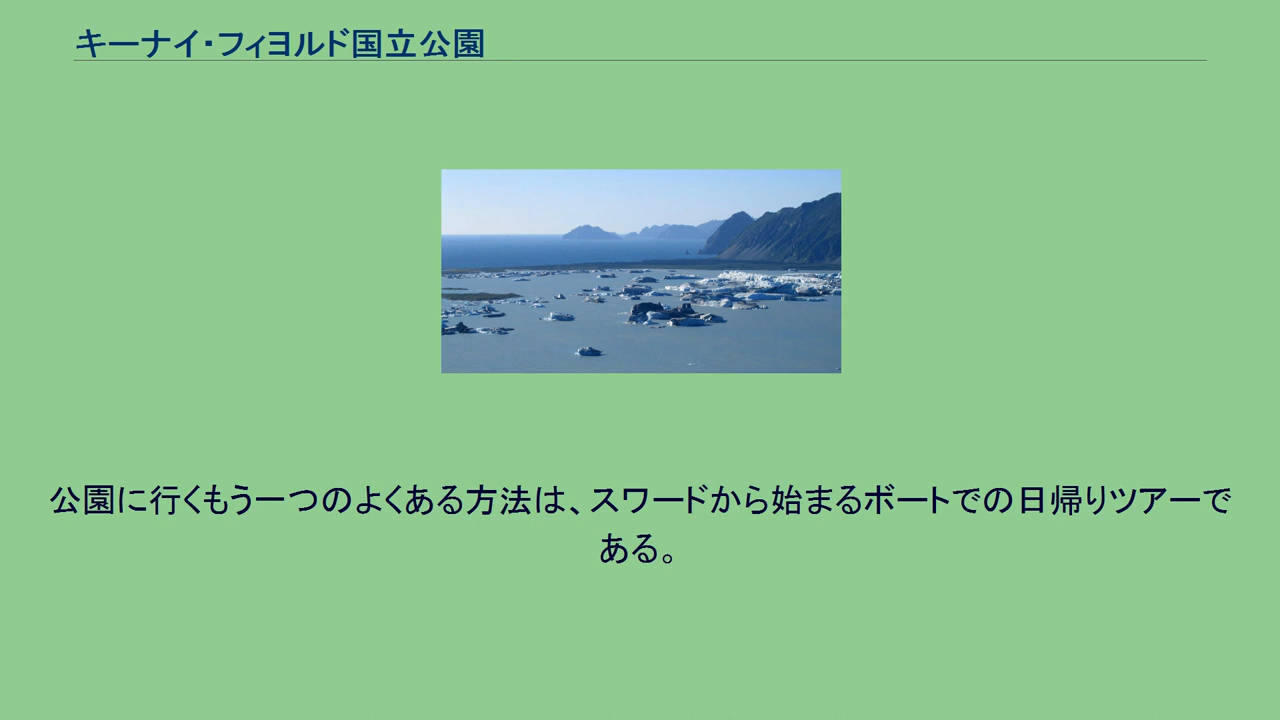 キーナイ・フィヨルド国立公園
公園に行くもう一つのよくある方法は、スワードから始まるボートでの日帰りツアーで
ある。